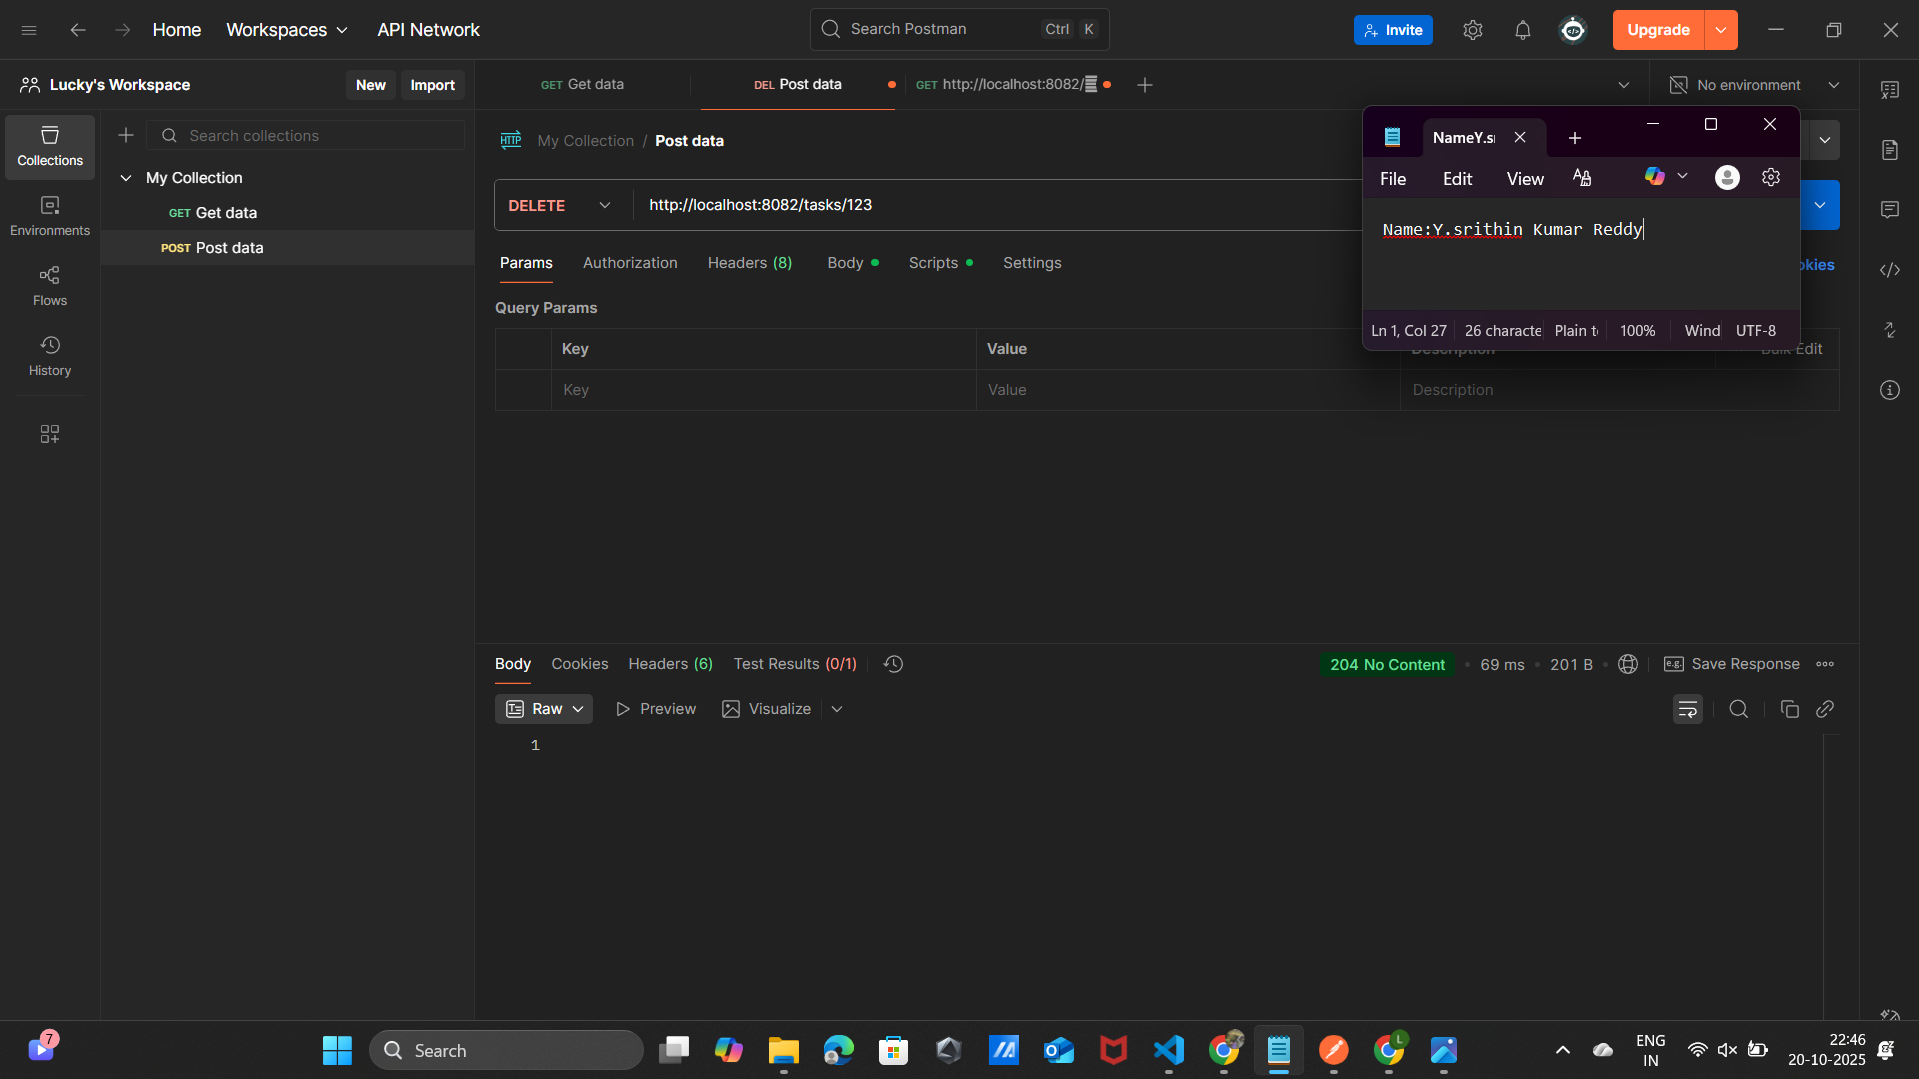 Home Workspaces API Network Search Postman Ctrl K Invite Upgrade
Lucky's Workspace New Import GET Get data DEL Post data GET http://localhost:8082/ No environment
Collections
Search collections
My Collection / Post data
NameY.s
My Collection
File Edit View
GET Get data
DELETE http://localhost:8082/tasks/123
Environments
Name:Y.srithin Kumar Reddy
POST Post data
Params Authorization Headers (8) Body Scripts Settings okies
Flows
Query Params
Ln 1, Col 27 26 characte Plain t 100% Wind UTF-8
Key Value Description Bulk Edit
History
Key Value Description
Body Cookies Headers (6) Test Results (0/1) 204 No Content • 69 ms • 201 B • e.g. Save Response
Raw Preview Visualize
1
7
Search
ENG
IN
22:46
20-10-2025
L